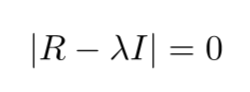 |R − λI| = 0